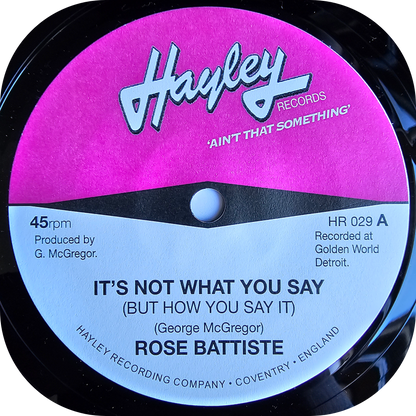 Hayley
RECORDS
'AIN'T THAT SOMETHING'
45rpm
Produced by
G. McGregor.
HR 029 A
Recorded at
Golden World
Detroit.
IT'S NOT WHAT YOU SAY
(BUT HOW YOU SAY IT)
(George McGregor)
ROSE BATTISTE
HAYLEY RECORDING COMPANY • COVENTRY • ENGLAND